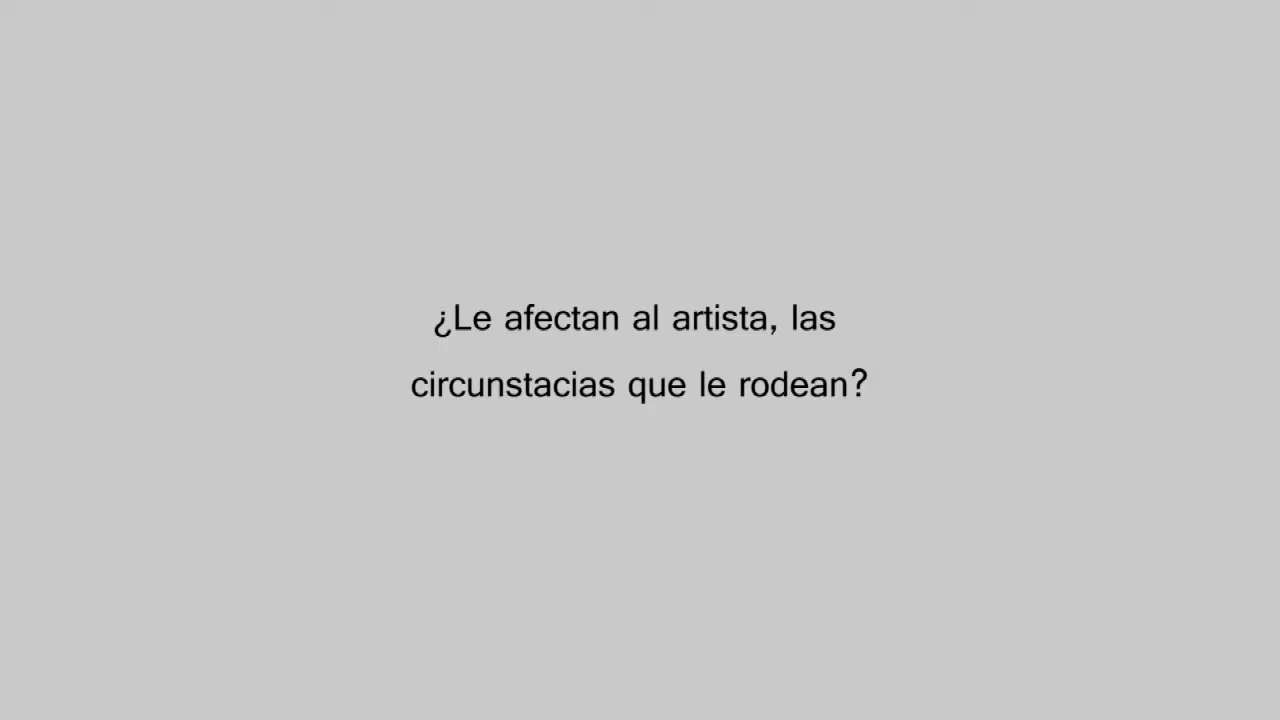 ¿Le afectan al artista, las
circunstacias que le rodean?